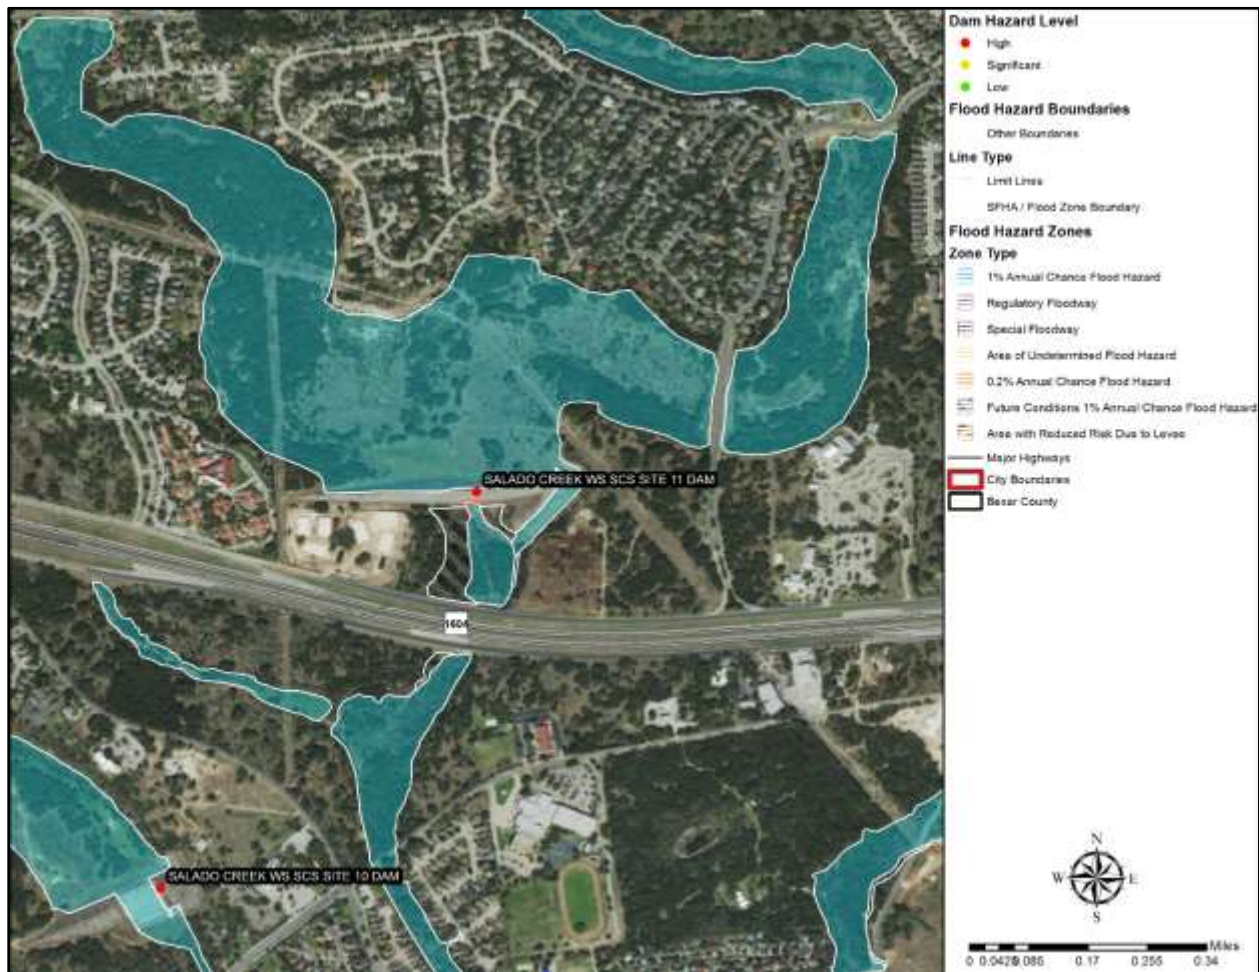 Dam Hazard Level
High
Significant
Low
Flood Hazard Boundaries
Other Boundaries
Line Type
Limit Lines
SFHA / Flood Zone Boundary
Flood Hazard Zones
Zone Type
1% Annual Chance Flood Hazard
Regulatory Floodway
Special Floodway
Area of Undetermined Flood Hazard
0.2% Annual Chance Flood Hazard
Future Conditions 1% Annual Chance Flood Hazard
Area with Reduced Risk Due to Levee
Major Highways
City Boundaries
Bexar County
SALADO CREEK WS SCS SITE 11 DAM
1604
SALADO CREEK WS SCS SITE 10 DAM
N
W E
S
Miles
0 0.0425 0.085 0.17 0.255 0.34